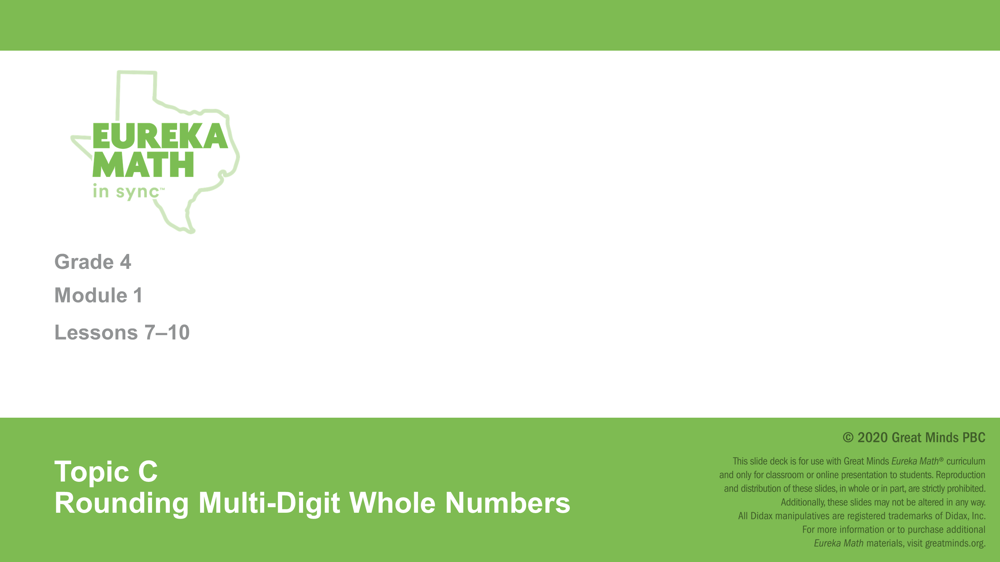 EUREKA
MATH
in sync™
Grade 4
Module 1
Lessons 7–10
Topic C
Rounding Multi-Digit Whole Numbers
© 2020 Great Minds PBC
This slide deck is for use with Great Minds Eureka Math® curriculum
and only for classroom or online presentation to students. Reproduction
and distribution of these slides, in whole or in part, are strictly prohibited.
Additionally, these slides may not be altered in any way.
All Didax manipulatives are registered trademarks of Didax, Inc.
For more information or to purchase additional
Eureka Math materials, visit greatminds.org.